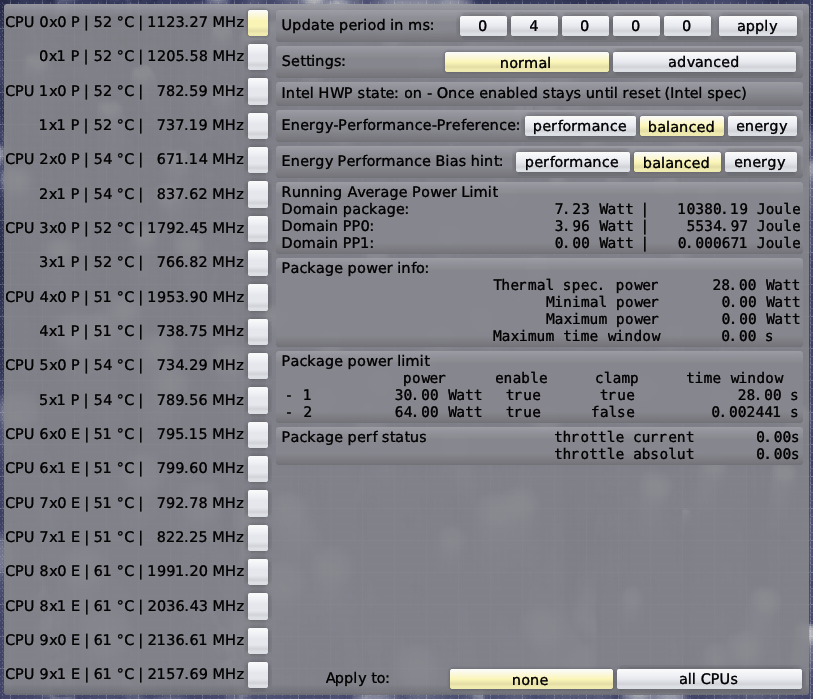 CPU 0x0 P | 52 °C | 1123.27 MHz
0x1 P | 52 °C | 1205.58 MHz
CPU 1x0 P | 52 °C | 782.59 MHz
1x1 P | 52 °C | 737.19 MHz
CPU 2x0 P | 54 °C | 671.14 MHz
2x1 P | 54 °C | 837.62 MHz
CPU 3x0 P | 52 °C | 1792.45 MHz
3x1 P | 52 °C | 766.82 MHz
CPU 4x0 P | 51 °C | 1953.90 MHz
4x1 P | 51 °C | 738.75 MHz
CPU 5x0 P | 54 °C | 734.29 MHz
5x1 P | 54 °C | 789.56 MHz
CPU 6x0 E | 51 °C | 795.15 MHz
CPU 6x1 E | 51 °C | 799.60 MHz
CPU 7x0 E | 51 °C | 792.78 MHz
CPU 7x1 E | 51 °C | 822.25 MHz
CPU 8x0 E | 61 °C | 1991.20 MHz
CPU 8x1 E | 61 °C | 2036.43 MHz
CPU 9x0 E | 61 °C | 2136.61 MHz
CPU 9x1 E | 61 °C | 2157.69 MHz
Update period in ms: 0 4 0 0 0 apply
Settings: normal advanced
Intel HWP state: on - Once enabled stays until reset (Intel spec)
Energy-Performance-Preference: performance balanced energy
Energy Performance Bias hint: performance balanced energy
Running Average Power Limit
Domain package: 7.23 Watt | 10380.19 Joule
Domain PP0: 3.96 Watt | 5534.97 Joule
Domain PP1: 0.00 Watt | 0.000671 Joule
Package power info:
Thermal spec. power 28.00 Watt
Minimal power 0.00 Watt
Maximum power 0.00 Watt
Maximum time window 0.00 s
Package power limit
power enable clamp time window
- 1 30.00 Watt true true 28.00 s
- 2 64.00 Watt true false 0.002441 s
Package perf status throttle current 0.00s
throttle absolut 0.00s
Apply to: none all CPUs